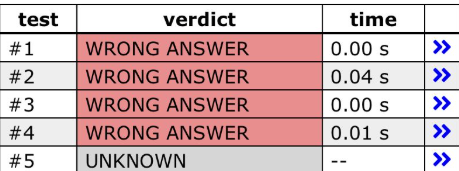 test verdict time
#1 WRONG ANSWER 0.00 s »
#2 WRONG ANSWER 0.04 s »
#3 WRONG ANSWER 0.00 s »
#4 WRONG ANSWER 0.01 s »
#5 UNKNOWN -- »